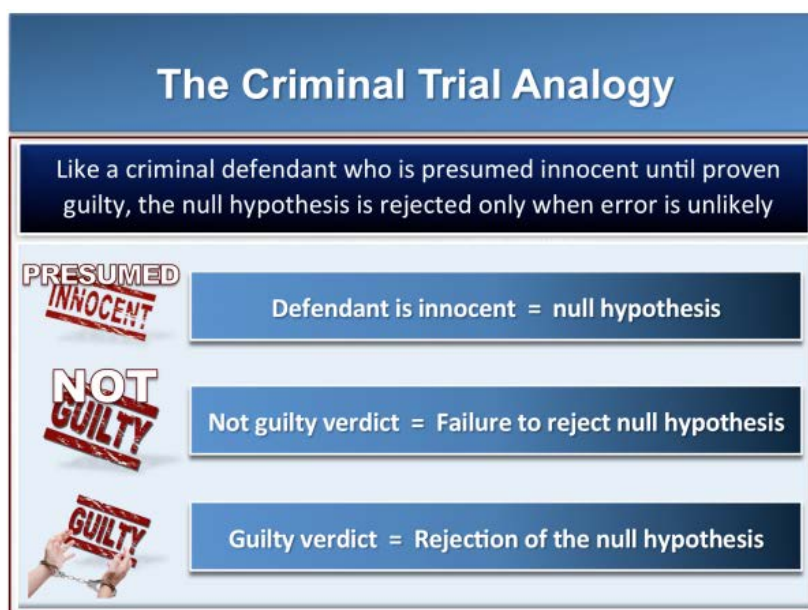 The Criminal Trial Analogy
Like a criminal defendant who is presumed innocent until proven
guilty, the null hypothesis is rejected only when error is unlikely
PRESUMED
INNOCENT
Defendant is innocent = null hypothesis
NOT
GUILTY
Not guilty verdict = Failure to reject null hypothesis
GUILTY
Guilty verdict = Rejection of the null hypothesis